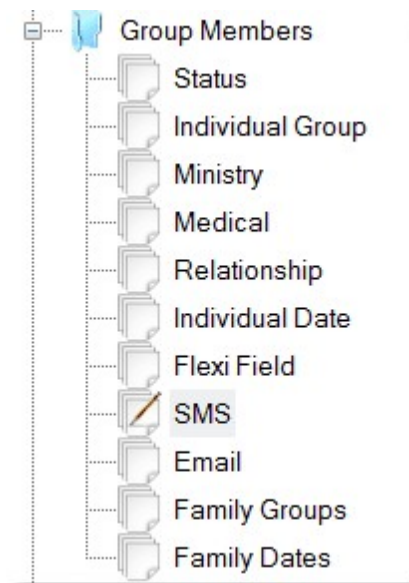 Group Members
Status
Individual Group
Ministry
Medical
Relationship
Individual Date
Flexi Field
SMS
Email
Family Groups
Family Dates